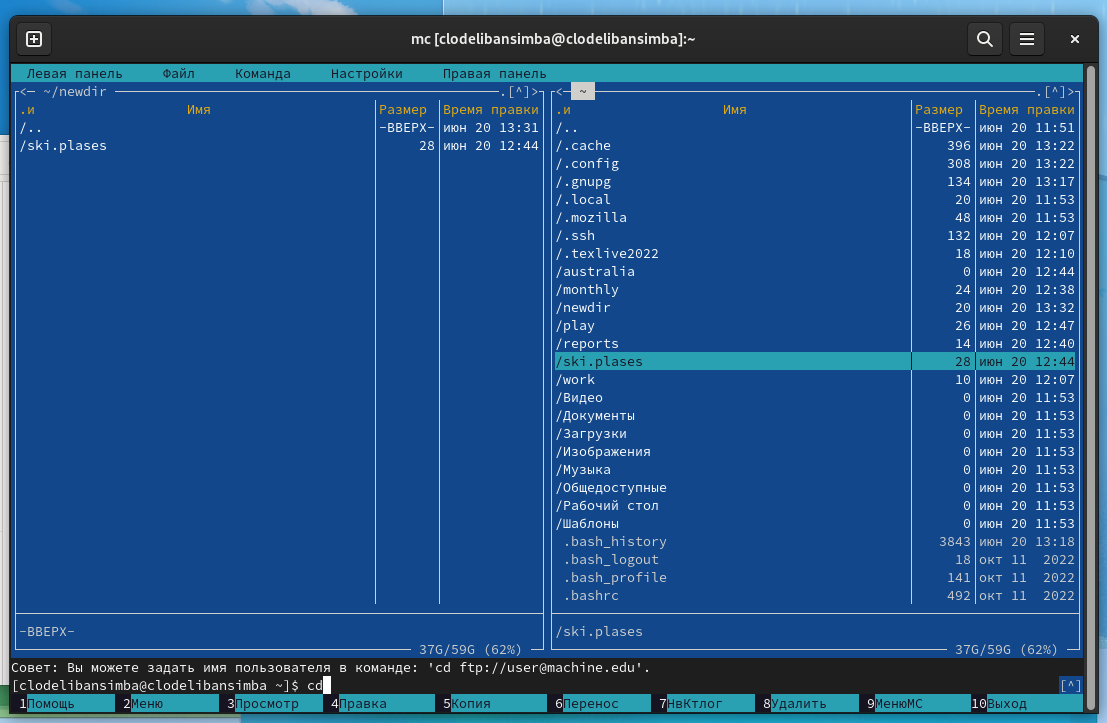 mc [clodelibansimba@clodelibansimba]:~
Левая панель Файл Команда Настройки Правая панель
<─ ~/newdir .[^]> <─ ~ .[^]>
.и Имя Размер Время правки .и Имя Размер Время правки
/.. -ВВЕРХ- июн 20 13:31 /.. -ВВЕРХ- июн 20 11:51
/ski.plases 28 июн 20 12:44 /.cache 396 июн 20 13:22
/.config 308 июн 20 13:22
/.gnupg 134 июн 20 13:17
/.local 20 июн 20 11:53
/.mozilla 48 июн 20 11:53
/.ssh 132 июн 20 12:07
/.texlive2022 18 июн 20 12:10
/australia 0 июн 20 12:44
/monthly 24 июн 20 12:38
/newdir 20 июн 20 13:32
/play 26 июн 20 12:47
/reports 14 июн 20 12:40
/ski.plases 28 июн 20 12:44
/work 10 июн 20 12:07
/Видео 0 июн 20 11:53
/Документы 0 июн 20 11:53
/Загрузки 0 июн 20 11:53
/Изображения 0 июн 20 11:53
/Музыка 0 июн 20 11:53
/Общедоступные 0 июн 20 11:53
/Рабочий стол 0 июн 20 11:53
/Шаблоны 0 июн 20 11:53
.bash_history 3843 июн 20 13:18
.bash_logout 18 окт 11 2022
.bash_profile 141 окт 11 2022
.bashrc 492 окт 11 2022
-ВВЕРХ- /ski.plases
37G/59G (62%) 37G/59G (62%)
Совет: Вы можете задать имя пользователя в команде: 'cd ftp://user@machine.edu'.
[clodelibansimba@clodelibansimba ~]$ cd [^]
1Помощь 2Меню 3Просмотр 4Правка 5Копия 6Перенос 7НвКтлог 8Удалить 9МенюМС 10Выход